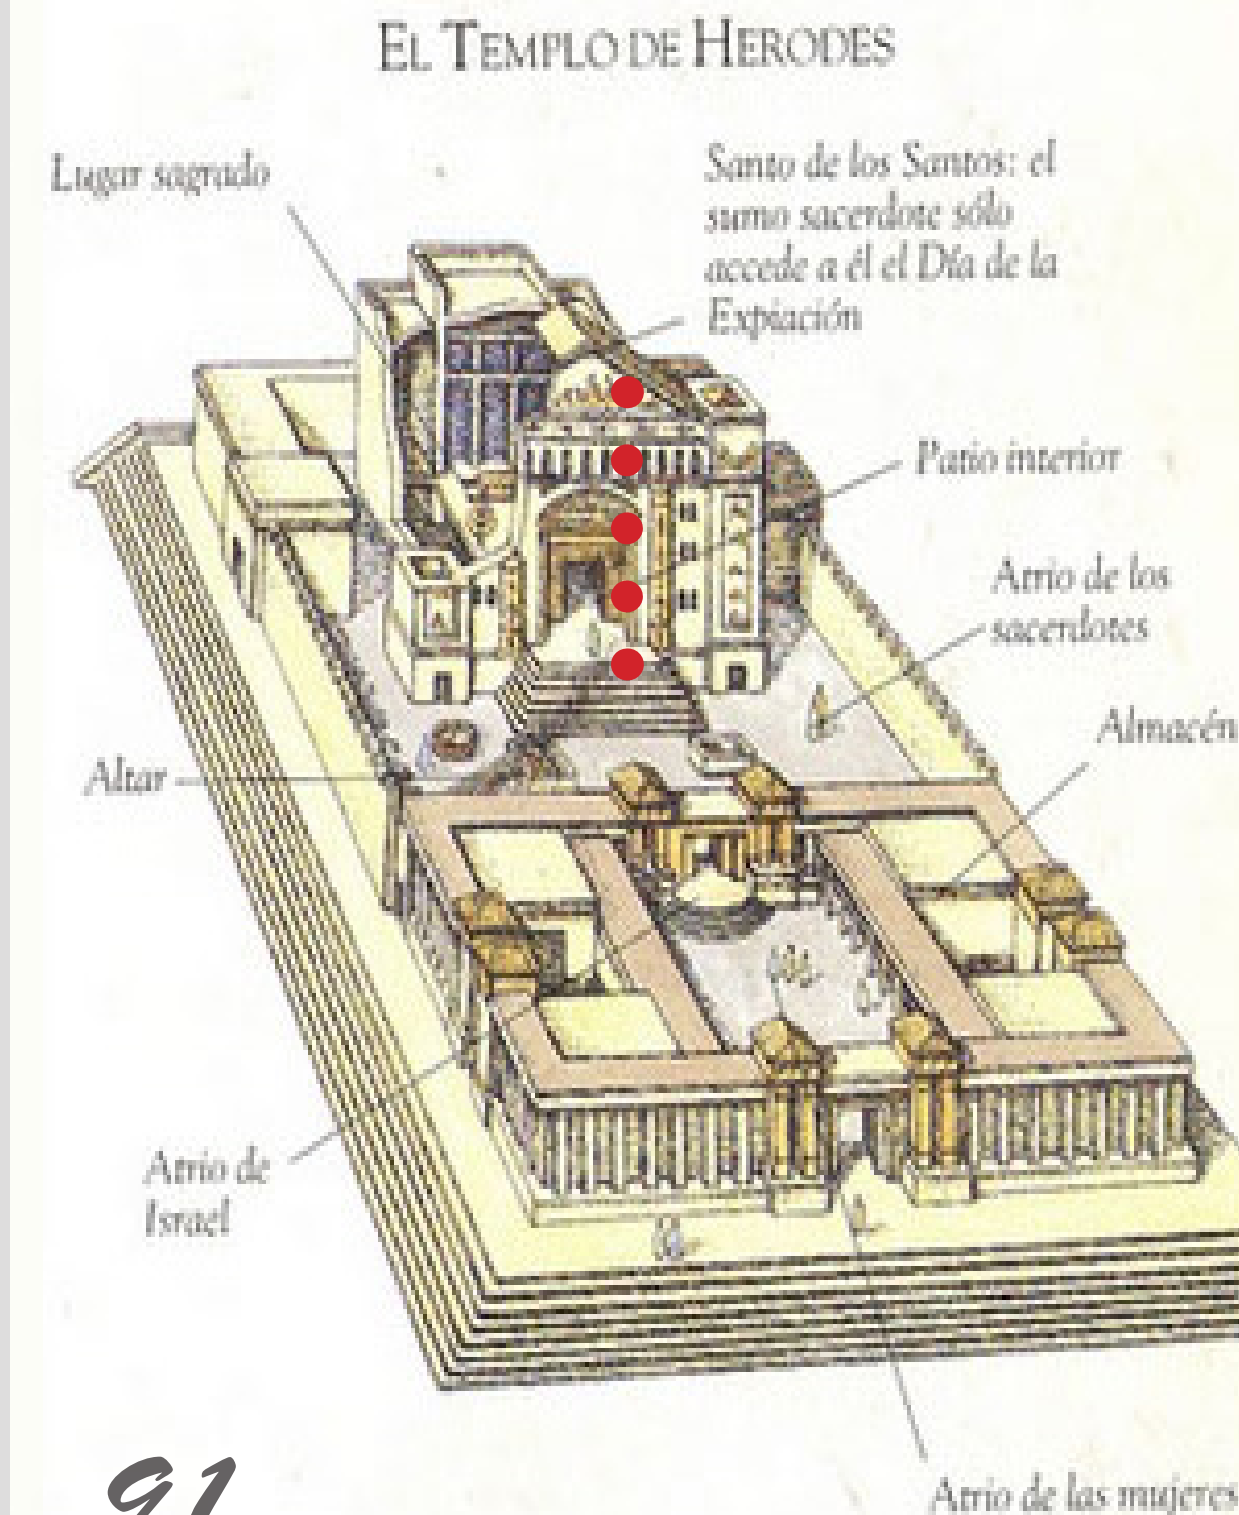 EL TEMPLO DE HERODES
Lugar sagrado
Santo de los Santos: el
sumo sacerdote sólo
accede a él el Día de la
Expiación
Patio interior
Atrio de los
sacerdotes
Almacén
Altar
Atrio de
Israel
Atrio de las mujeres
91